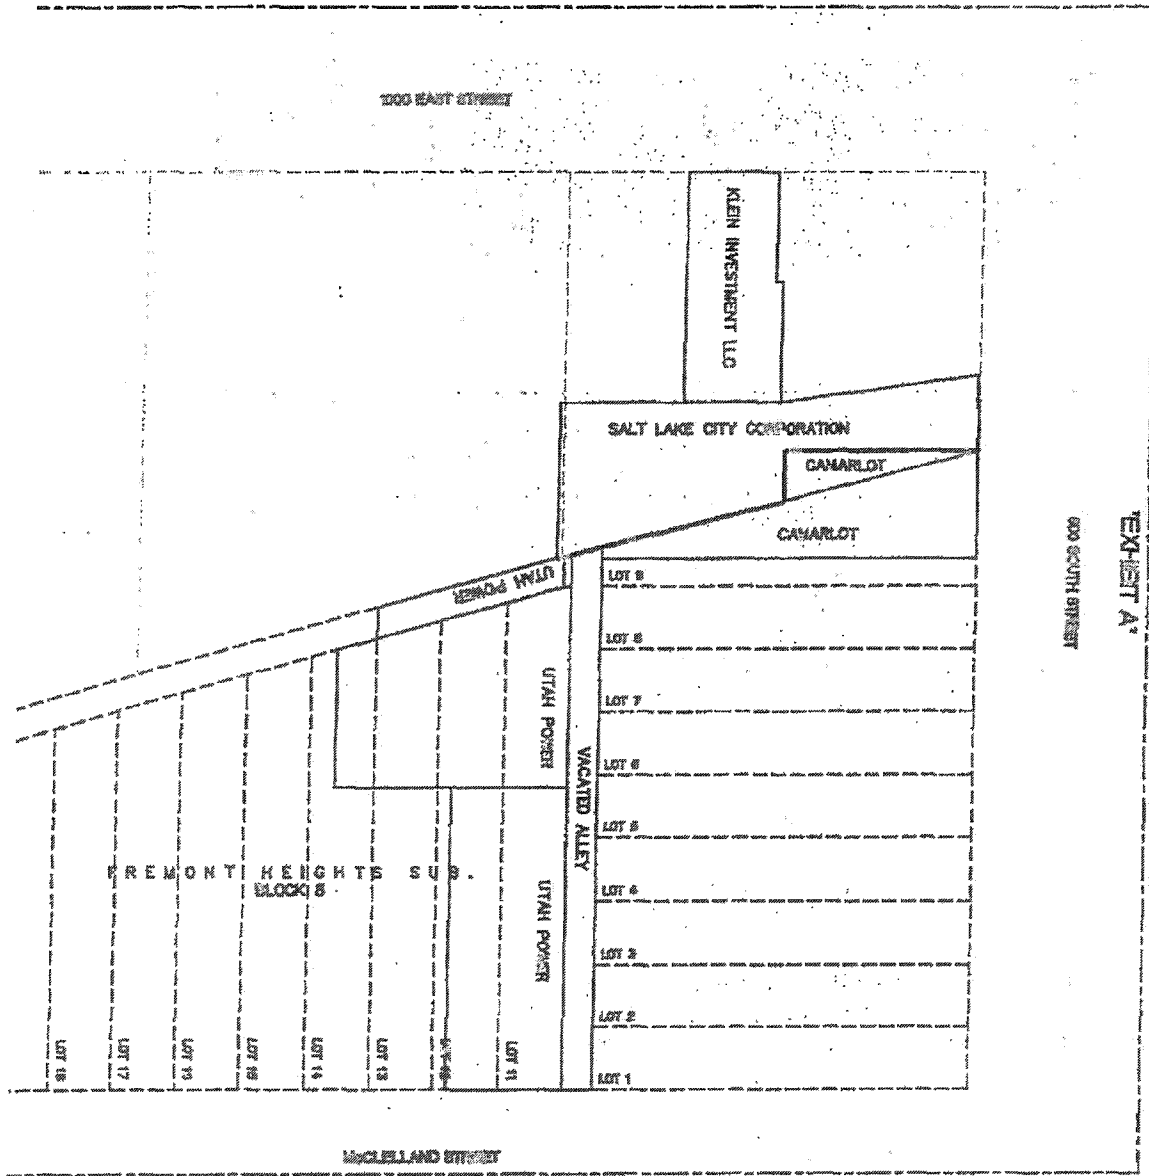 1000 EAST STREET
KLEIN INVESTMENT LLC
SALT LAKE CITY CORPORATION
CAMARLOT
CAMARLOT
"EXHIBIT A"
SOUTH STREET
UTAH POWER
LOT 9
LOT 8
UTAH POWER
LOT 7
VACATED ALLEY
LOT 6
LOT 5
FREMONT HEIGHTS SUB.
BLOCK 8
UTAH POWER
LOT 4
LOT 3
LOT 2
LOT 18
LOT 17
LOT 15
LOT 14
LOT 13
LOT 11
LOT 1
McCLELLAND STREET